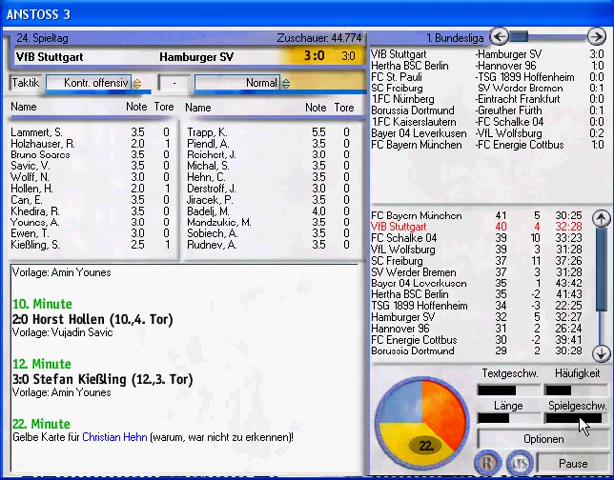 ANSTOSS 3
24. Spieltag Zuschauer: 44.774
VfB Stuttgart Hamburger SV 3:0 3:0
Taktik Kontr. offensiv - Normal
Name Note Tore Name Note Tore
Lammert, S. 3.5 0 Trapp, K. 5.5 0
Holzhauser, R. 2.0 1 Piendl, A. 3.5 0
Bruno Soares 3.5 0 Reichert, J. 3.0 0
Savic, V. 3.5 0 Michal, S. 3.5 0
Wolff, N. 3.0 0 Hehn, C. 3.5 0
Hollen, H. 2.0 1 Derstroff, J. 3.0 0
Can, E. 3.5 0 Jiracek, P. 3.5 0
Khedira, R. 3.5 0 Badelj, M. 4.0 0
Younes, A. 3.0 0 Mandzukic, M. 3.5 0
Ewen, T. 3.0 0 Sobiech, A. 3.5 0
Kießling, S. 2.5 1 Rudnev, A. 3.5 0
Vorlage: Amin Younes
10. Minute
2:0 Horst Hollen (10.,4. Tor)
Vorlage: Vujadin Savic
12. Minute
3:0 Stefan Kießling (12.,3. Tor)
Vorlage: Amin Younes
22. Minute
Gelbe Karte für Christian Hehn (warum, war nicht zu erkennen)!
1. Bundesliga
VfB Stuttgart -Hamburger SV 3:0
Hertha BSC Berlin -Hannover 96 1:0
FC St. Pauli -TSG 1899 Hoffenheim 0:0
SC Freiburg -SV Werder Bremen 0:1
1.FC Nürnberg -Eintracht Frankfurt 0:0
Borussia Dortmund -Greuther Fürth 0:1
1.FC Kaiserslautern -FC Schalke 04 0:0
Bayer 04 Leverkusen -VfL Wolfsburg 0:2
FC Bayern München -FC Energie Cottbus 1:0
FC Bayern München 41 5 30:25
VfB Stuttgart 40 4 32:28
FC Schalke 04 39 10 33:23
VfL Wolfsburg 39 3 31:28
SC Freiburg 37 11 37:26
SV Werder Bremen 37 3 31:28
Bayer 04 Leverkusen 35 1 43:42
Hertha BSC Berlin 35 -2 41:43
TSG 1899 Hoffenheim 34 -3 22:25
Hamburger SV 32 5 32:27
Hannover 96 31 2 26:24
FC Energie Cottbus 30 -2 39:41
Borussia Dortmund 29 2 30:28
Textgeschw. Häufigkeit
Länge Spielgeschw.
22.
Optionen
R LTS Pause